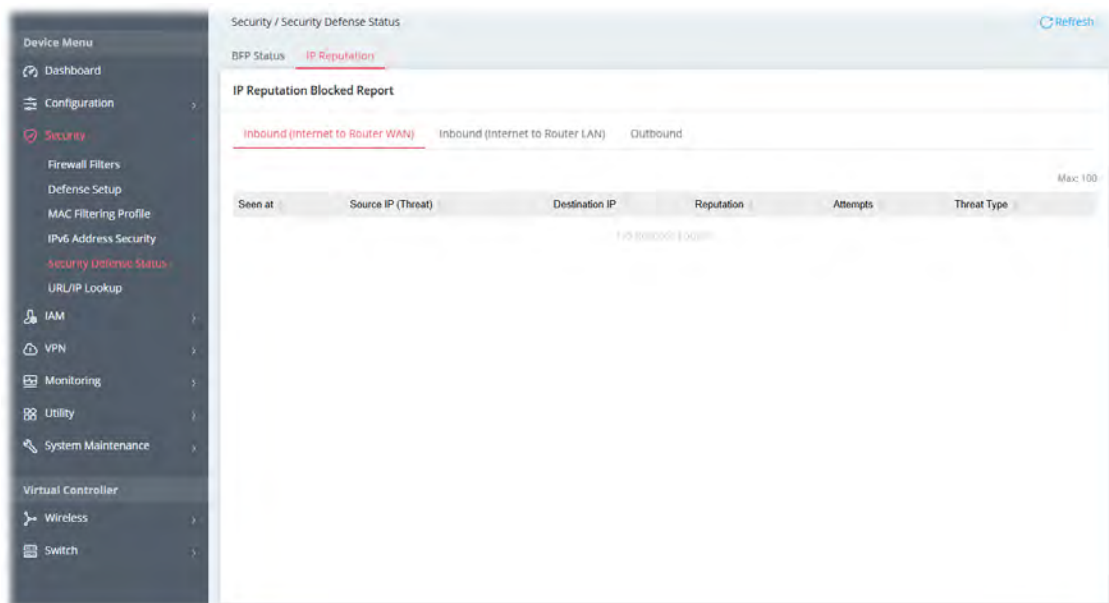 Security / Security Defense Status
Refresh
Device Menu
BFP Status
IP Reputation
Dashboard
IP Reputation Blocked Report
Configuration
Security
Inbound (Internet to Router WAN)
Inbound (Internet to Router LAN)
Outbound
Firewall Filters
Max: 100
Defense Setup
Seen at
Source IP (Threat)
Destination IP
Reputation
Attempts
Threat Type
MAC Filtering Profile
IPv6 Address Security
Security Defense Status
URL/IP Lookup
IAM
VPN
Monitoring
Utility
System Maintenance
Virtual Controller
Wireless
Switch